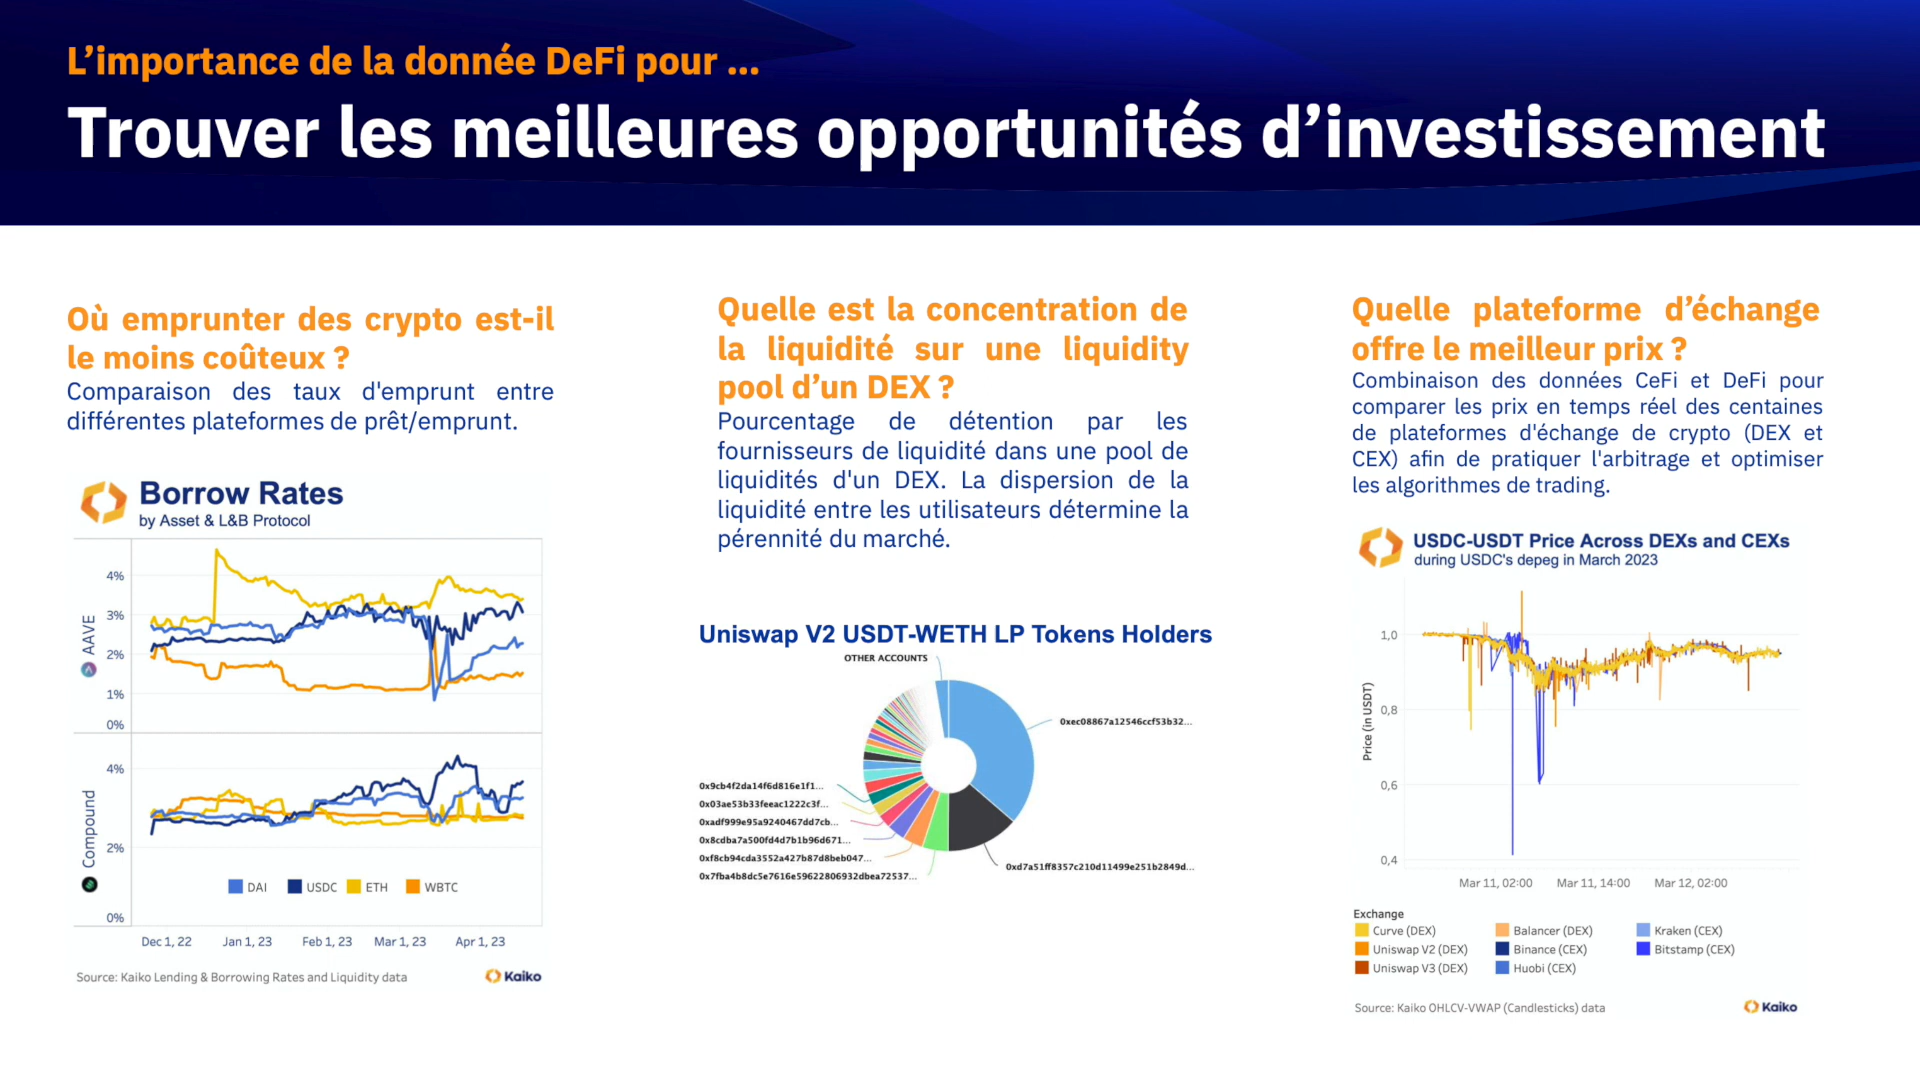 L'importance de la donnée DeFi pour ...
Trouver les meilleures opportunités d'investissement
Où emprunter des crypto est-il
le moins coûteux ?
Comparaison des taux d'emprunt entre
différentes plateformes de prêt/emprunt.
Borrow Rates
by Asset & L&B Protocol
AAVE
4%
3%
2%
1%
0%
Compound
4%
2%
0%
DAI
USDC
ETH
WBTC
Dec 1, 22
Jan 1, 23
Feb 1, 23
Mar 1, 23
Apr 1, 23
Source: Kaiko Lending & Borrowing Rates and Liquidity data
Kaiko
Quelle est la concentration de
la liquidité sur une liquidity
pool d'un DEX ?
Pourcentage de détention par les
fournisseurs de liquidité dans une pool de
liquidités d'un DEX. La dispersion de la
liquidité entre les utilisateurs détermine la
pérennité du marché.
Uniswap V2 USDT-WETH LP Tokens Holders
OTHER ACCOUNTS
0xec08867a12546ccf53b32...
0x9cb4f2da14f6d816e1f1...
0x03ae53b33feeac1222c3f...
0xadf999e95a9240467dd7cb...
0x8cdba7a500fd4d7b1b96d671...
0xf8cb94cda3552a427b87d8beb047...
0x7fba4b8dc5e7616e59622806932dbea72537...
0xd7a51ff8357c210d11499e251b2849d...
Quelle plateforme d'échange
offre le meilleur prix ?
Combinaison des données CeFi et DeFi pour
comparer les prix en temps réel des centaines
de plateformes d'échange de crypto (DEX et
CEX) afin de pratiquer l'arbitrage et optimiser
les algorithmes de trading.
USDC-USDT Price Across DEXs and CEXs
during USDC's depeg in March 2023
Price (in USDT)
1,0
0,8
0,6
0,4
Mar 11, 02:00
Mar 11, 14:00
Mar 12, 02:00
Exchange
Curve (DEX)
Uniswap V2 (DEX)
Uniswap V3 (DEX)
Balancer (DEX)
Binance (CEX)
Huobi (CEX)
Kraken (CEX)
Bitstamp (CEX)
Source: Kaiko OHLCV-VWAP (Candlesticks) data
Kaiko